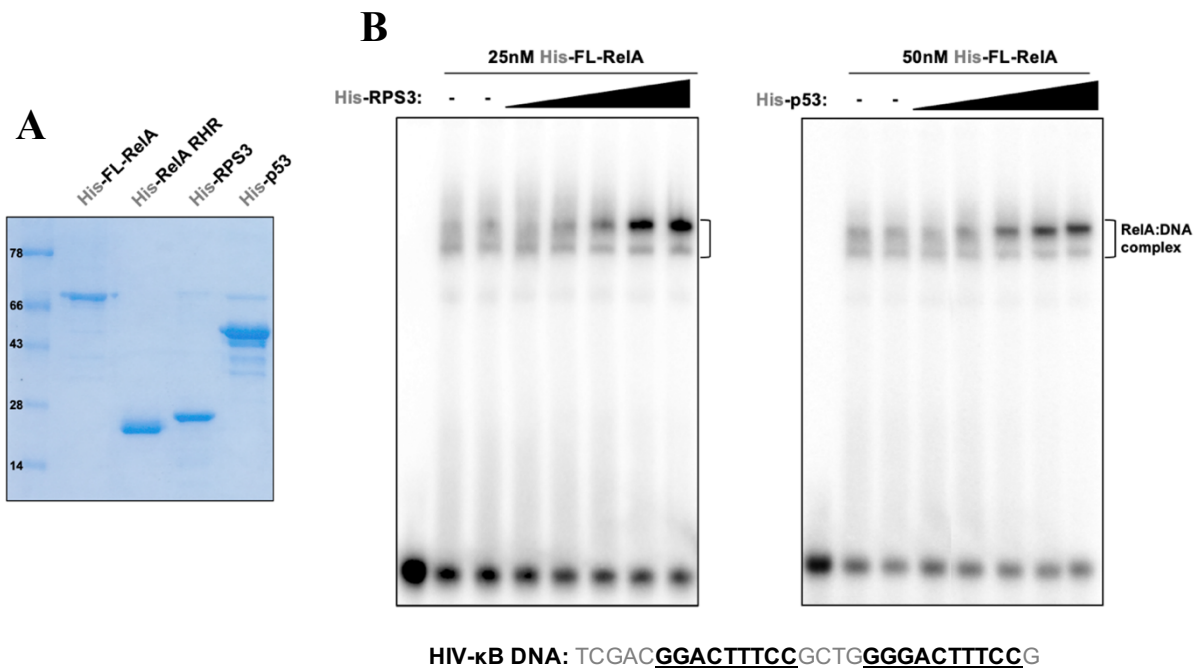 A
His-FL-RelA
His-RelA RHR
His-RPS3
His-p53
78
66
43
28
14
B
25nM His-FL-RelA
His-RPS3: - -
50nM His-FL-RelA
His-p53: - -
RelA:DNA
complex
HIV-κB DNA: TCGACGGACTTTCCGCTGGGGACTTTCCG